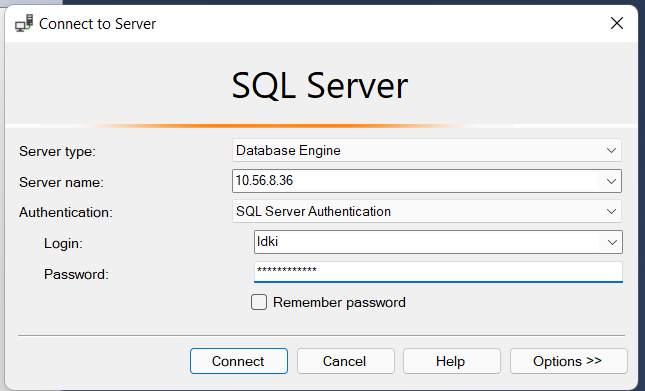 Connect to Server
SQL Server
Server type: Database Engine
Server name: 10.56.8.36
Authentication: SQL Server Authentication
Login: ldki
Password: ************
Remember password
Connect Cancel Help Options >>